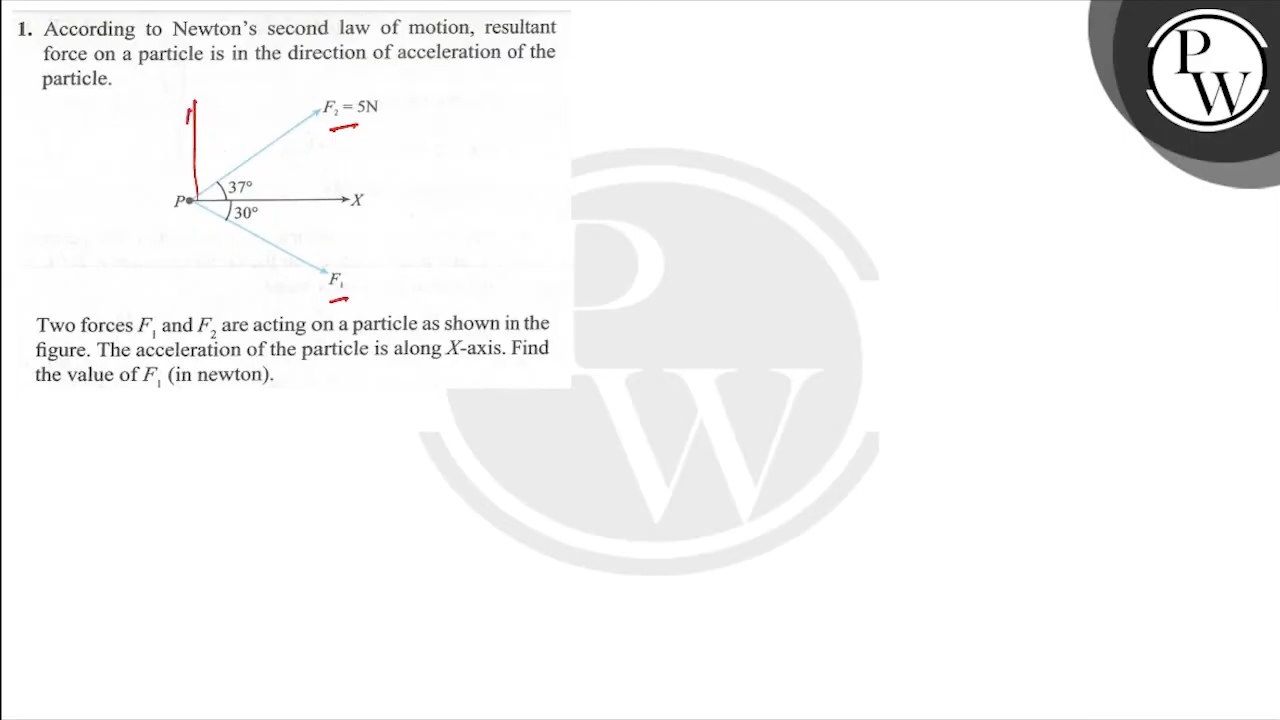 1. According to Newton's second law of motion, resultant
force on a particle is in the direction of acceleration of the
particle.
F₂ = 5N
37°
P
X
30°
F₁
Two forces F₁ and F₂ are acting on a particle as shown in the
figure. The acceleration of the particle is along X-axis. Find
the value of F₁ (in newton).
P
W
P
W